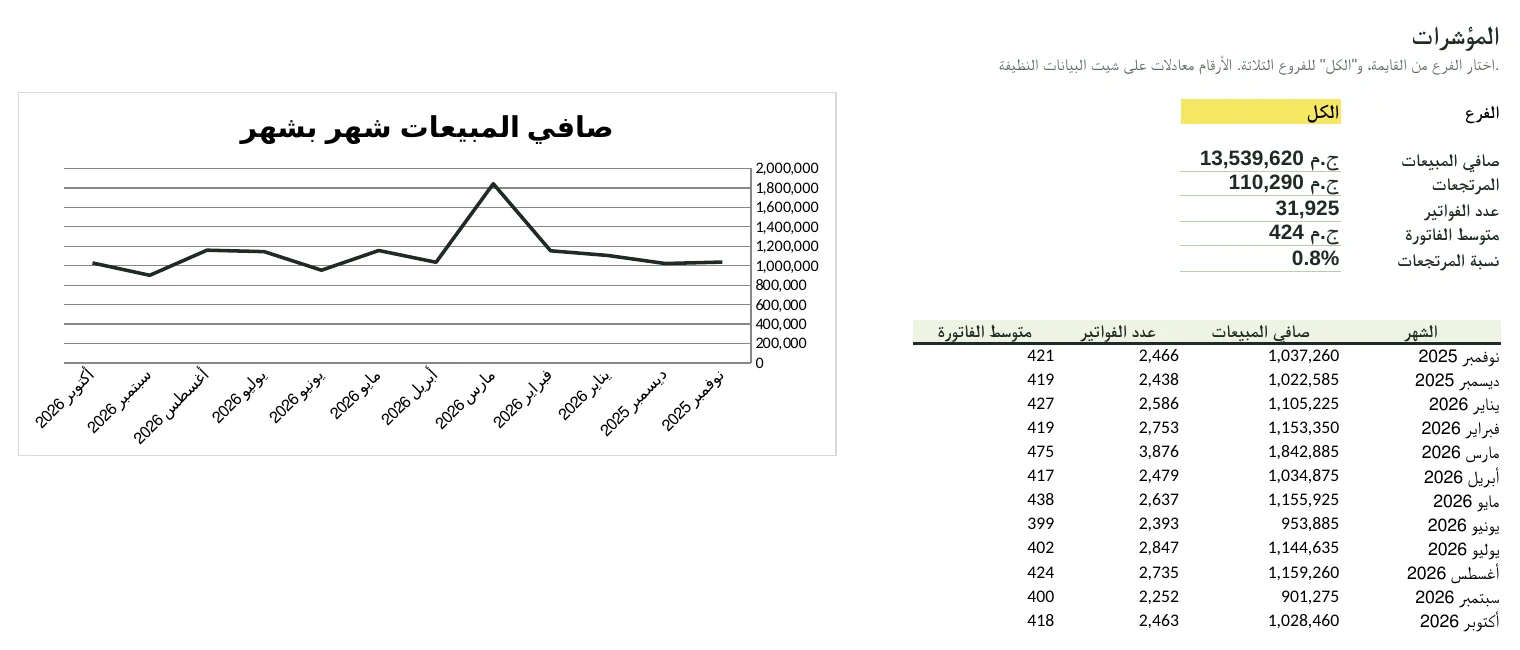 المؤشرات
اختار الفرع من القايمة، و"الكل" للفروع التلاتة. الأرقام معادلات على شيت البيانات النظيفة.
الفرع الكل
صافي المبيعات 13,539,620 ج.م
المرتجعات 110,290 ج.م
عدد الفواتير 31,925
متوسط الفاتورة 424 ج.م
نسبة المرتجعات 0.8%
الشهر صافي المبيعات عدد الفواتير متوسط الفاتورة
نوفمبر 2025 1,037,260 2,466 421
ديسمبر 2025 1,022,585 2,438 419
يناير 2026 1,105,225 2,586 427
فبراير 2026 1,153,350 2,753 419
مارس 2026 1,842,885 3,876 475
أبريل 2026 1,034,875 2,479 417
مايو 2026 1,155,925 2,637 438
يونيو 2026 953,885 2,393 399
يوليو 2026 1,144,635 2,847 402
أغسطس 2026 1,159,260 2,735 424
سبتمبر 2026 901,275 2,252 400
أكتوبر 2026 1,028,460 2,463 418
صافي المبيعات شهر بشهر
2,000,000
1,800,000
1,600,000
1,400,000
1,200,000
1,000,000
800,000
600,000
400,000
200,000
0
نوفمبر 2025
ديسمبر 2025
يناير 2026
فبراير 2026
مارس 2026
أبريل 2026
مايو 2026
يونيو 2026
يوليو 2026
أغسطس 2026
سبتمبر 2026
أكتوبر 2026